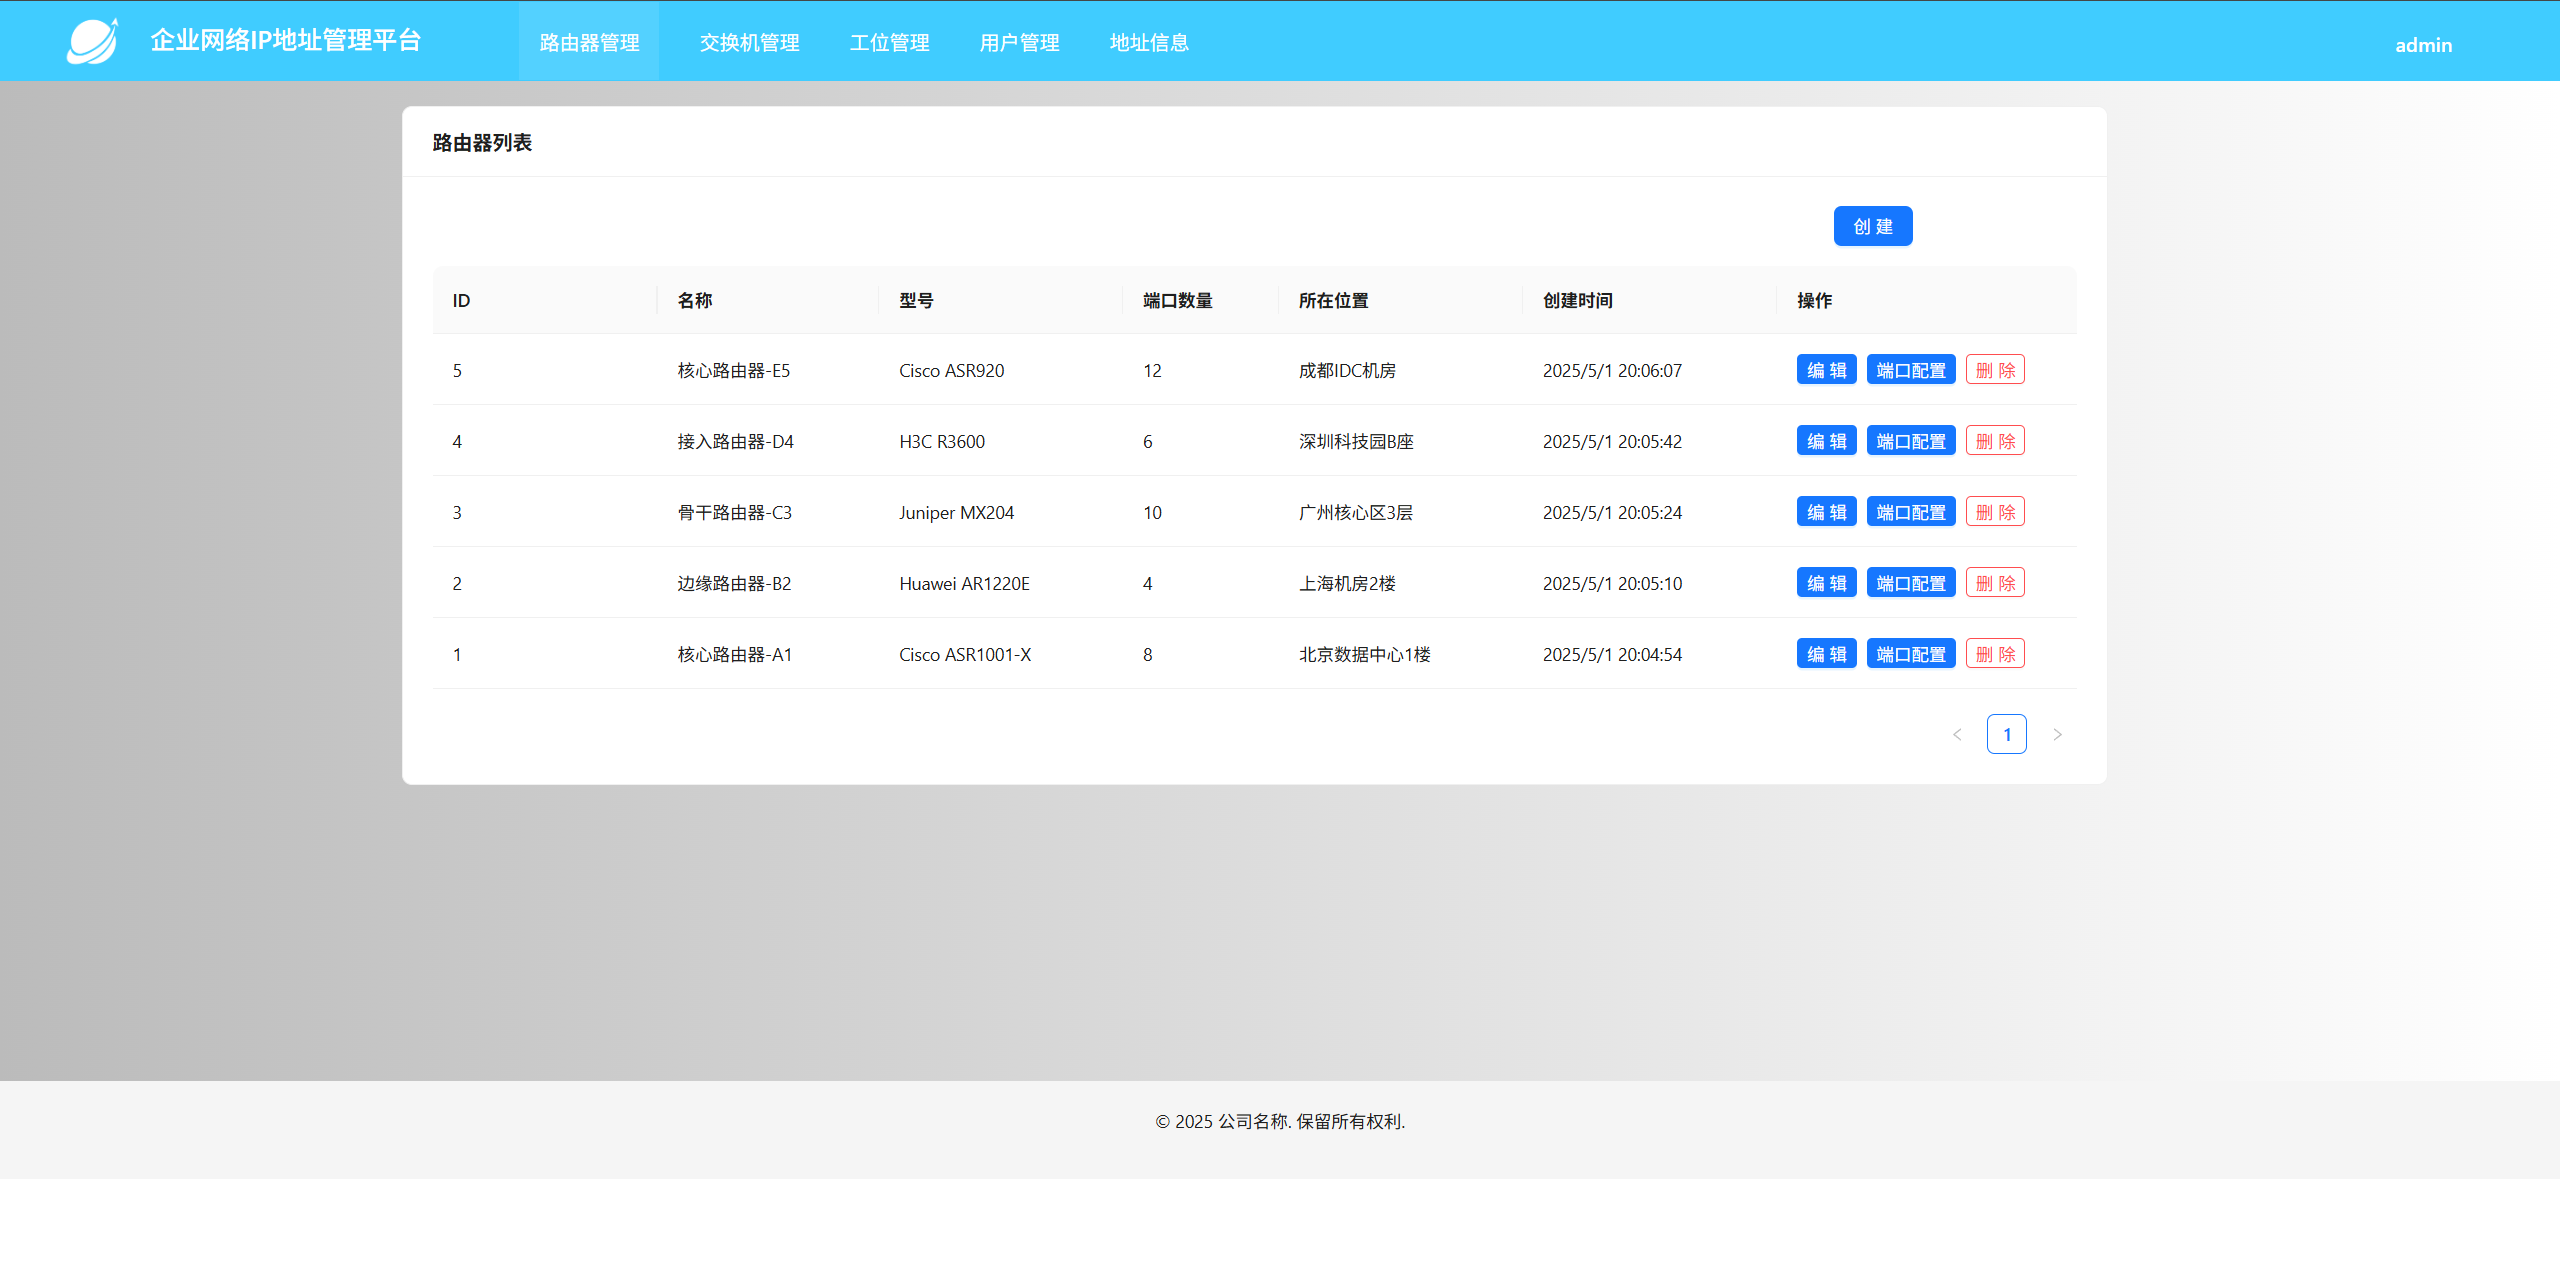 企业网络IP地址管理平台 路由器管理 交换机管理 工位管理 用户管理 地址信息 admin
路由器列表
创 建
ID 名称 型号 端口数量 所在位置 创建时间 操作
5 核心路由器-E5 Cisco ASR920 12 成都IDC机房 2025/5/1 20:06:07 编 辑 端口配置 删 除
4 接入路由器-D4 H3C R3600 6 深圳科技园B座 2025/5/1 20:05:42 编 辑 端口配置 删 除
3 骨干路由器-C3 Juniper MX204 10 广州核心区3层 2025/5/1 20:05:24 编 辑 端口配置 删 除
2 边缘路由器-B2 Huawei AR1220E 4 上海机房2楼 2025/5/1 20:05:10 编 辑 端口配置 删 除
1 核心路由器-A1 Cisco ASR1001-X 8 北京数据中心1楼 2025/5/1 20:04:54 编 辑 端口配置 删 除
< 1 >
© 2025 公司名称. 保留所有权利.